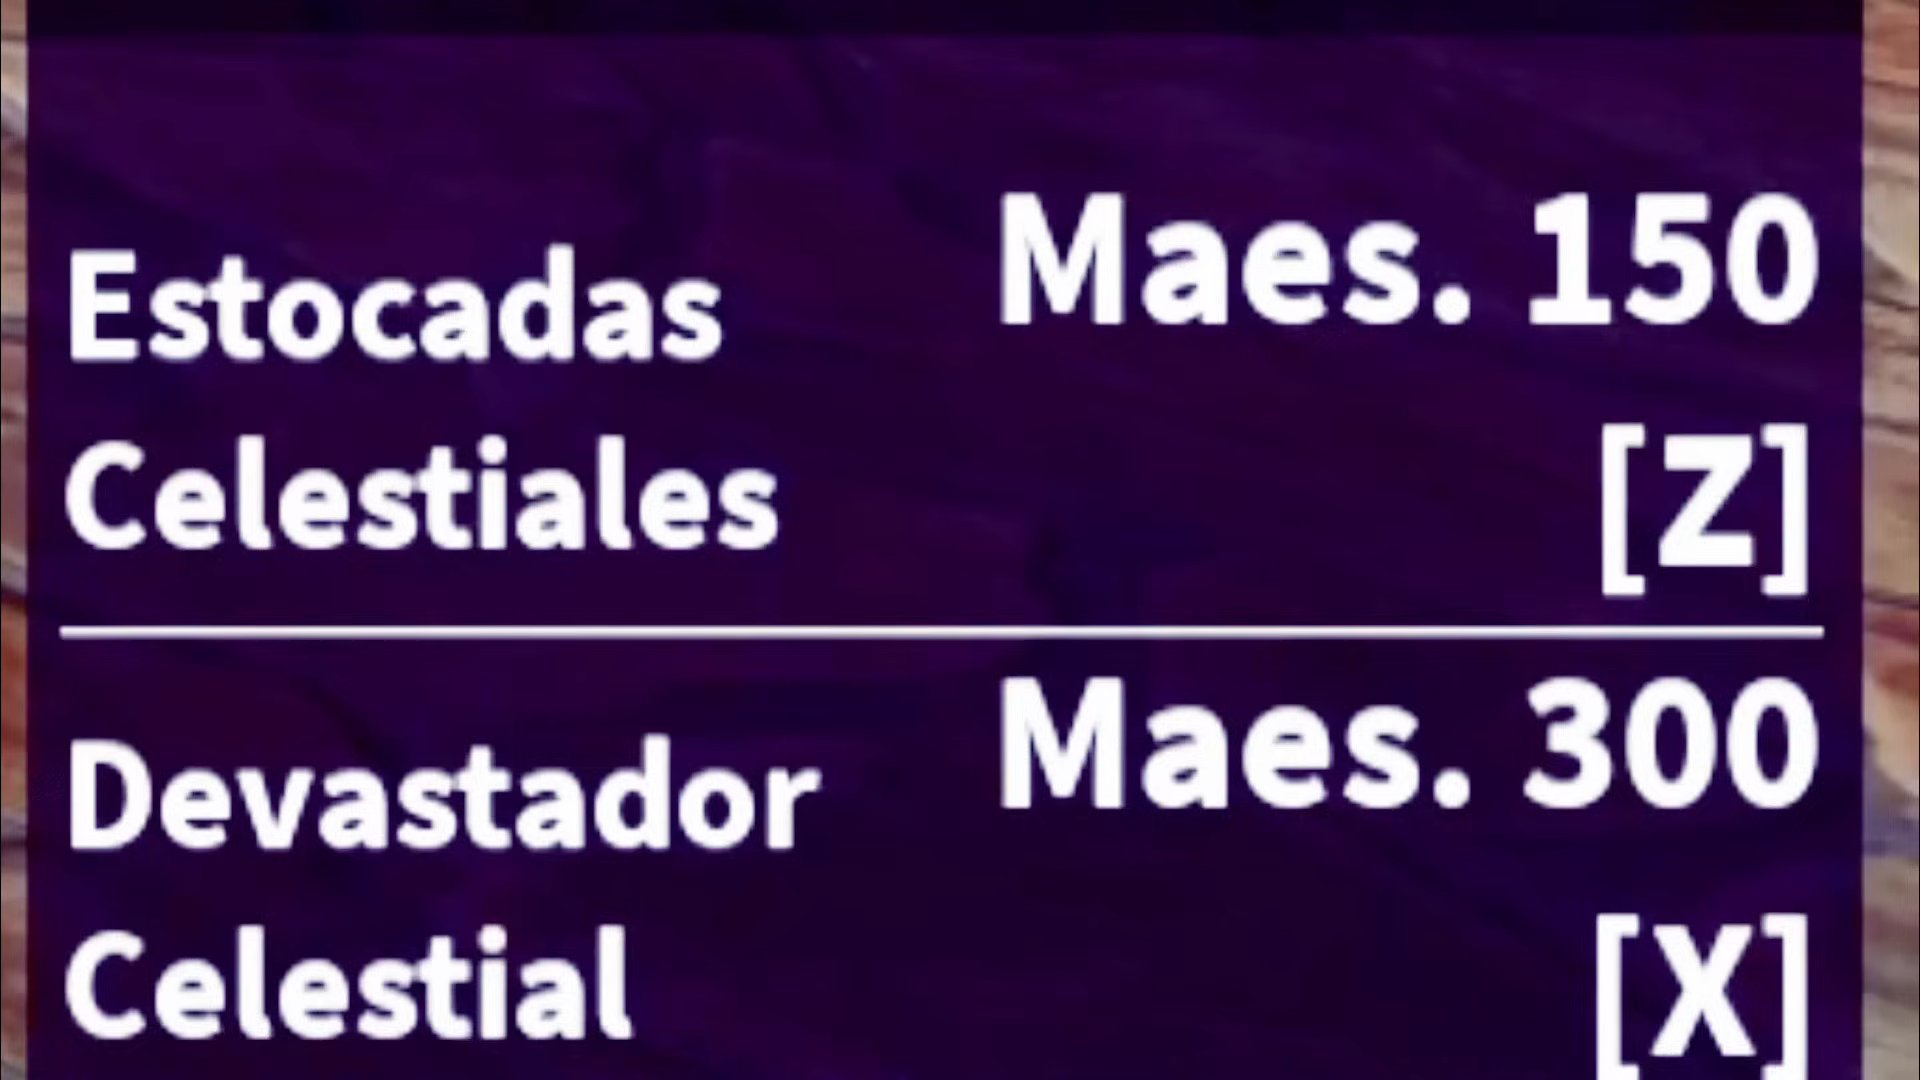 Maes. 150
Estocadas
Celestiales
[Z]
Maes. 300
Devastador
Celestial
[X]